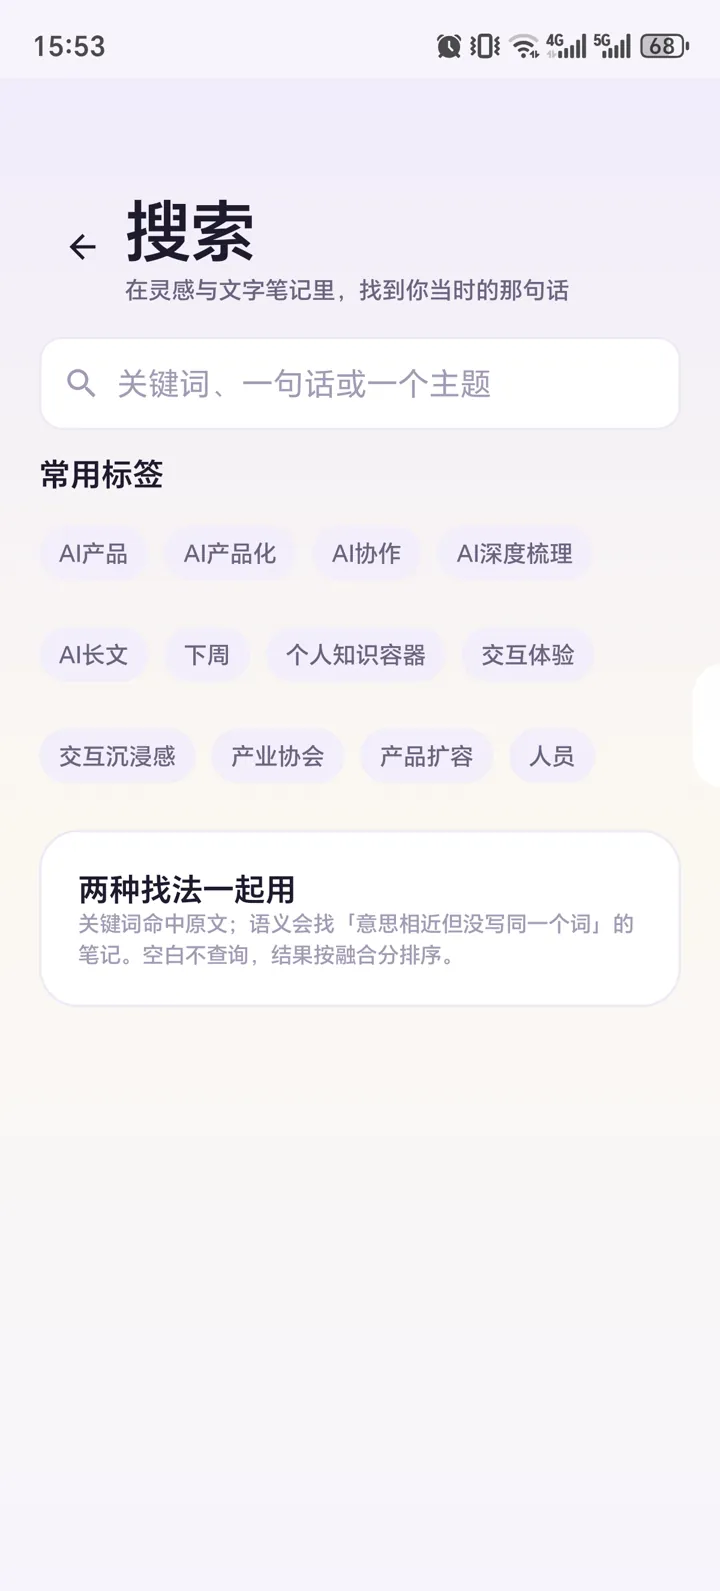 15:53
4G 5G 68
搜索
在灵感与文字笔记里，找到你当时的那句话
关键词、一句话或一个主题
常用标签
AI产品 AI产品化 AI协作 AI深度梳理
AI长文 下周 个人知识容器 交互体验
交互沉浸感 产业协会 产品扩容 人员
两种找法一起用
关键词命中原文；语义会找「意思相近但没写同一个词」的
笔记。空白不查询，结果按融合分排序。